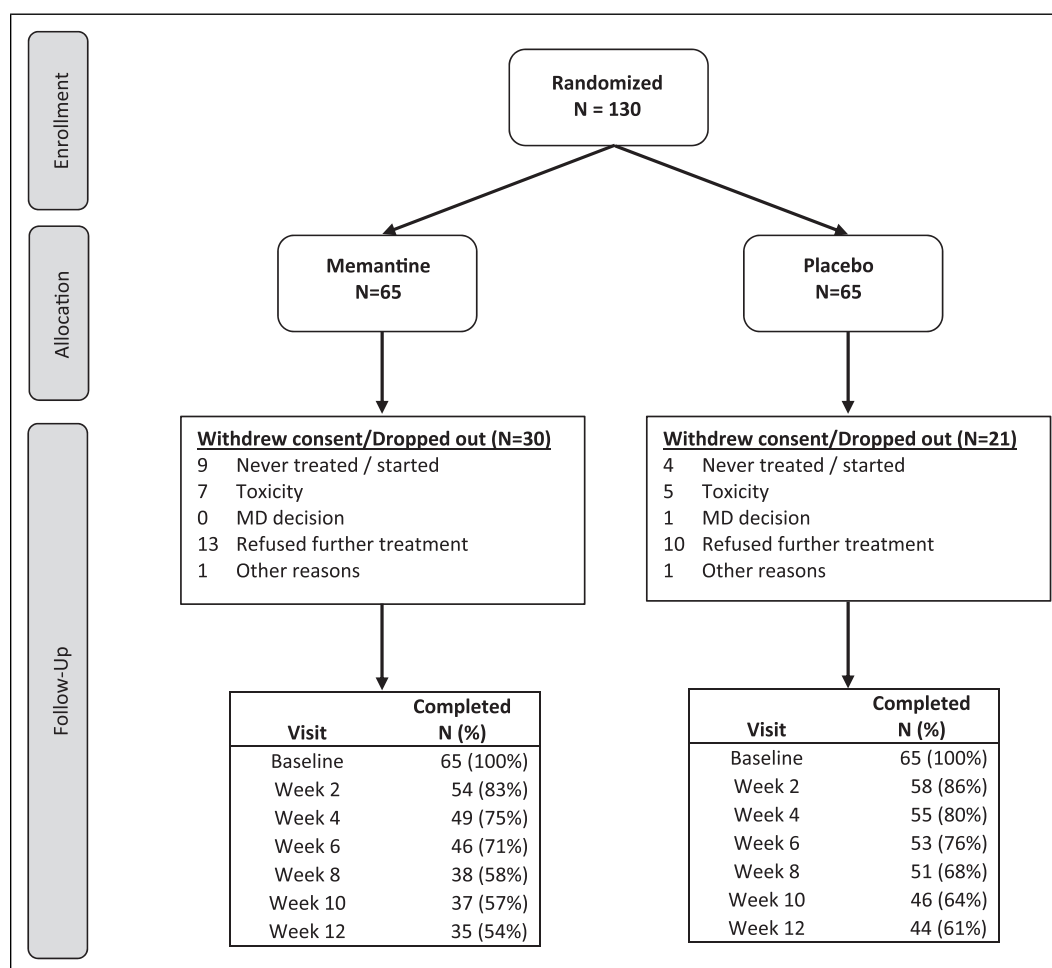 Enrollment
Randomized
N = 130
Allocation
Memantine
N=65
Placebo
N=65
Follow-Up
Withdrew consent/Dropped out (N=30)
9 Never treated / started
7 Toxicity
0 MD decision
13 Refused further treatment
1 Other reasons
Withdrew consent/Dropped out (N=21)
4 Never treated / started
5 Toxicity
1 MD decision
10 Refused further treatment
1 Other reasons
Completed
Visit N (%)
Baseline 65 (100%)
Week 2 54 (83%)
Week 4 49 (75%)
Week 6 46 (71%)
Week 8 38 (58%)
Week 10 37 (57%)
Week 12 35 (54%)
Completed
Visit N (%)
Baseline 65 (100%)
Week 2 58 (86%)
Week 4 55 (80%)
Week 6 53 (76%)
Week 8 51 (68%)
Week 10 46 (64%)
Week 12 44 (61%)